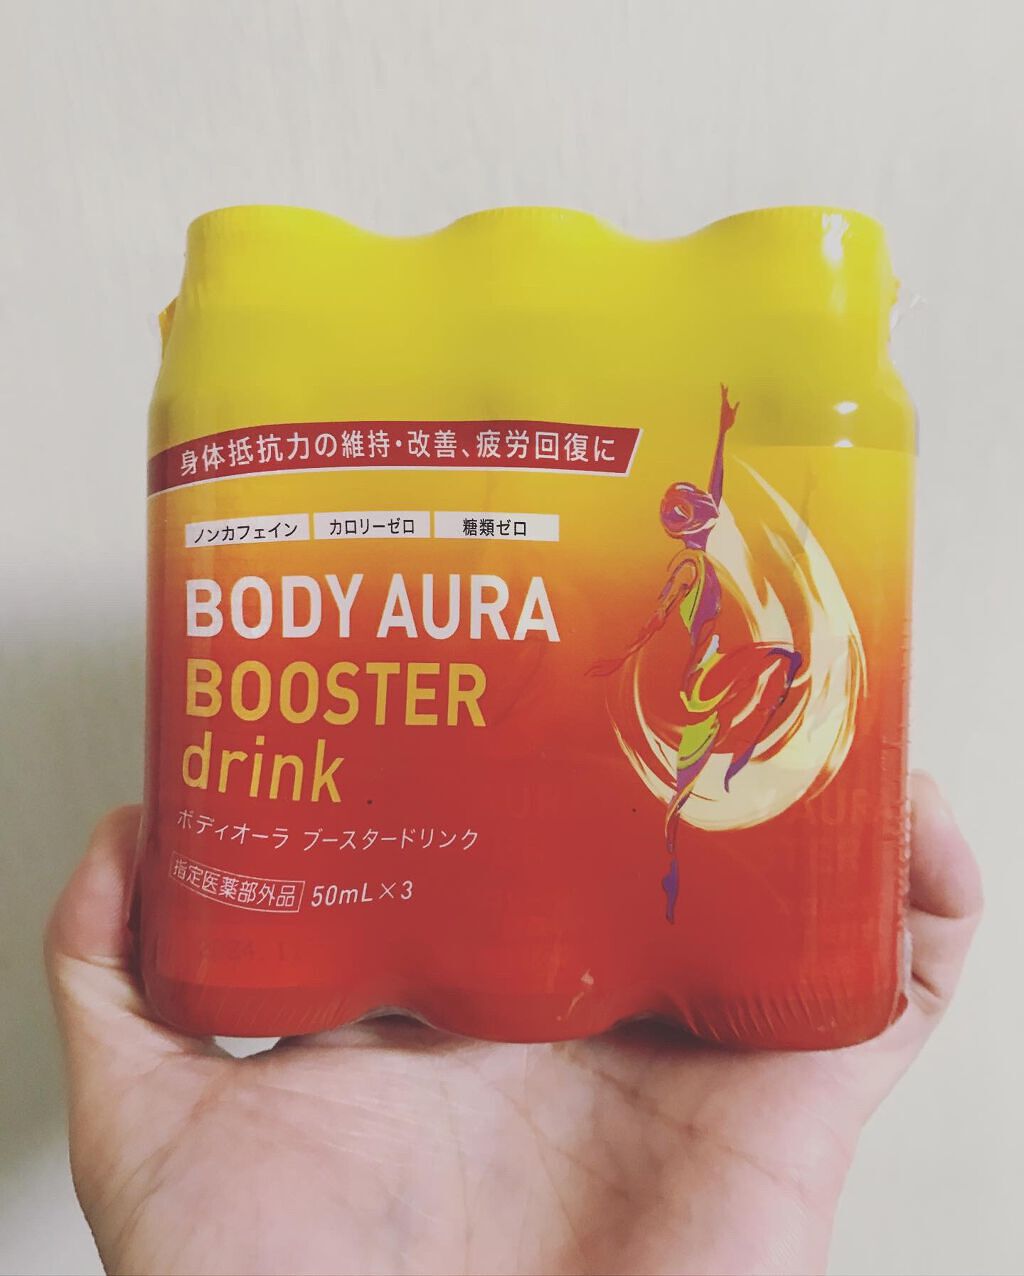 身体抵抗力の維持・改善、疲労回復に
ノンカフェイン カロリーゼロ 糖類ゼロ
BODY AURA
BOOSTER
drink
ボディオーラ ブースタードリンク
指定医薬部外品 50mL×3